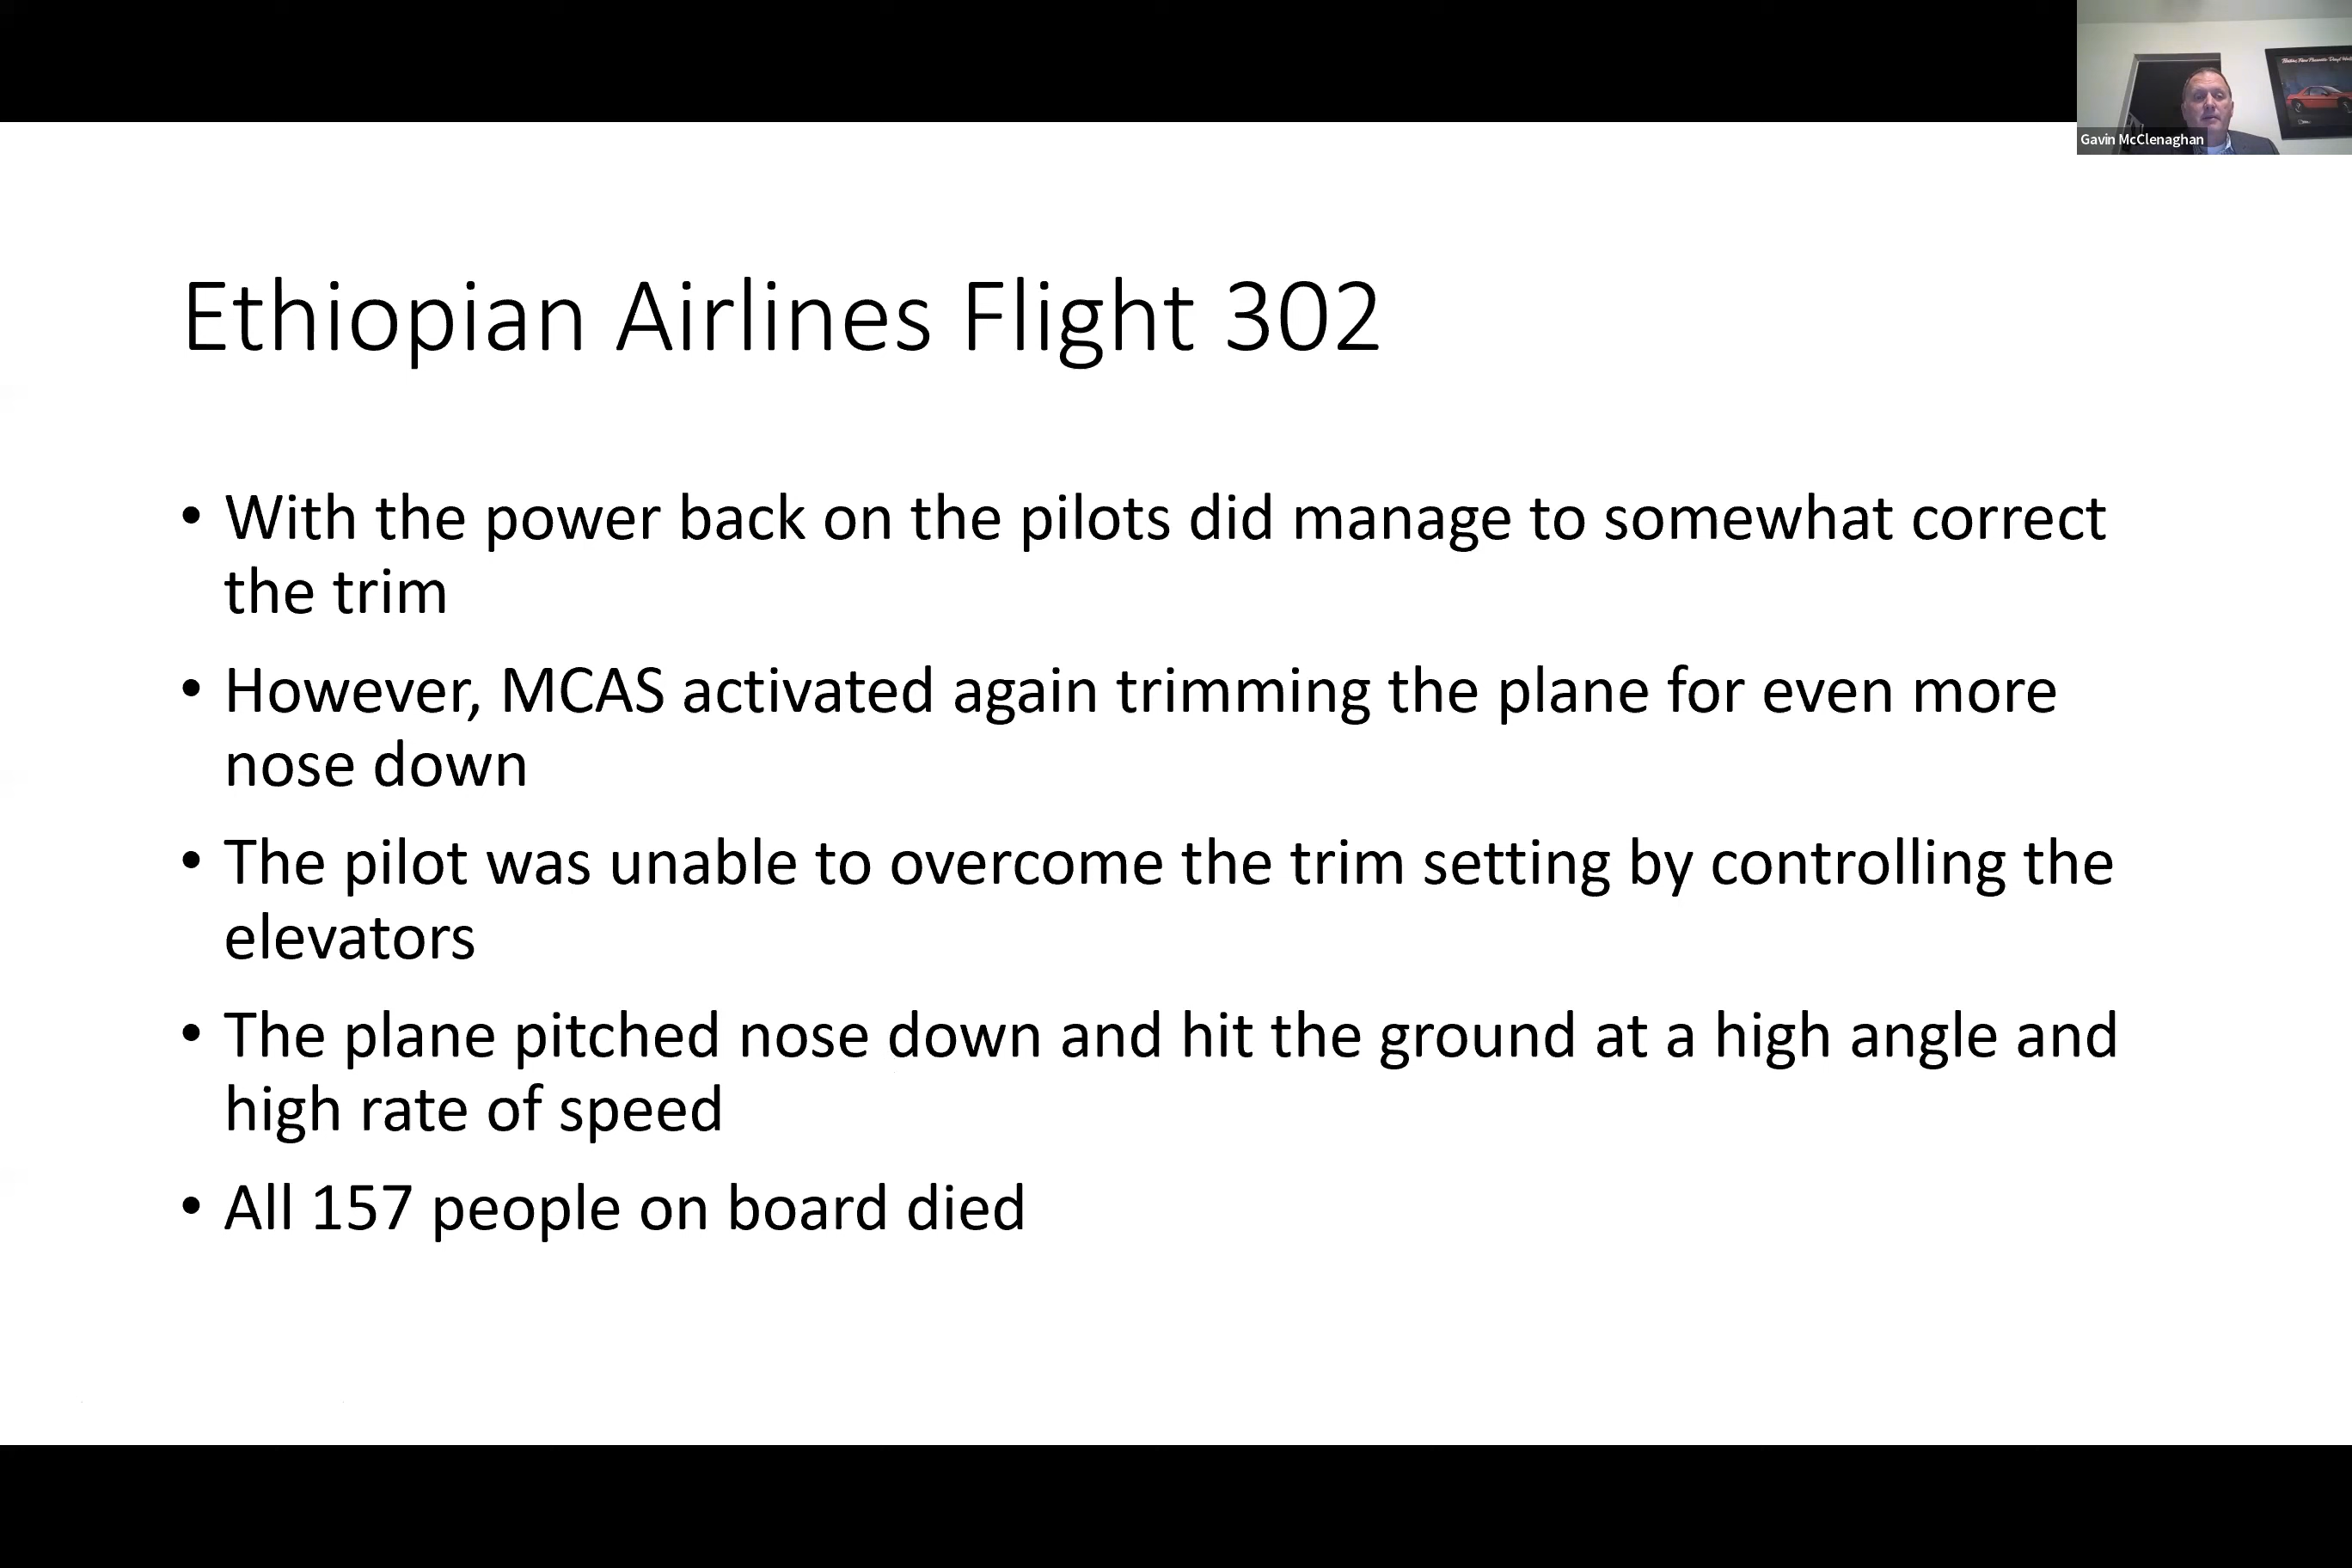 Gavin McClenaghan
Ethiopian Airlines Flight 302
• With the power back on the pilots did manage to somewhat correct
the trim
• However, MCAS activated again trimming the plane for even more
nose down
• The pilot was unable to overcome the trim setting by controlling the
elevators
• The plane pitched nose down and hit the ground at a high angle and
high rate of speed
• All 157 people on board died